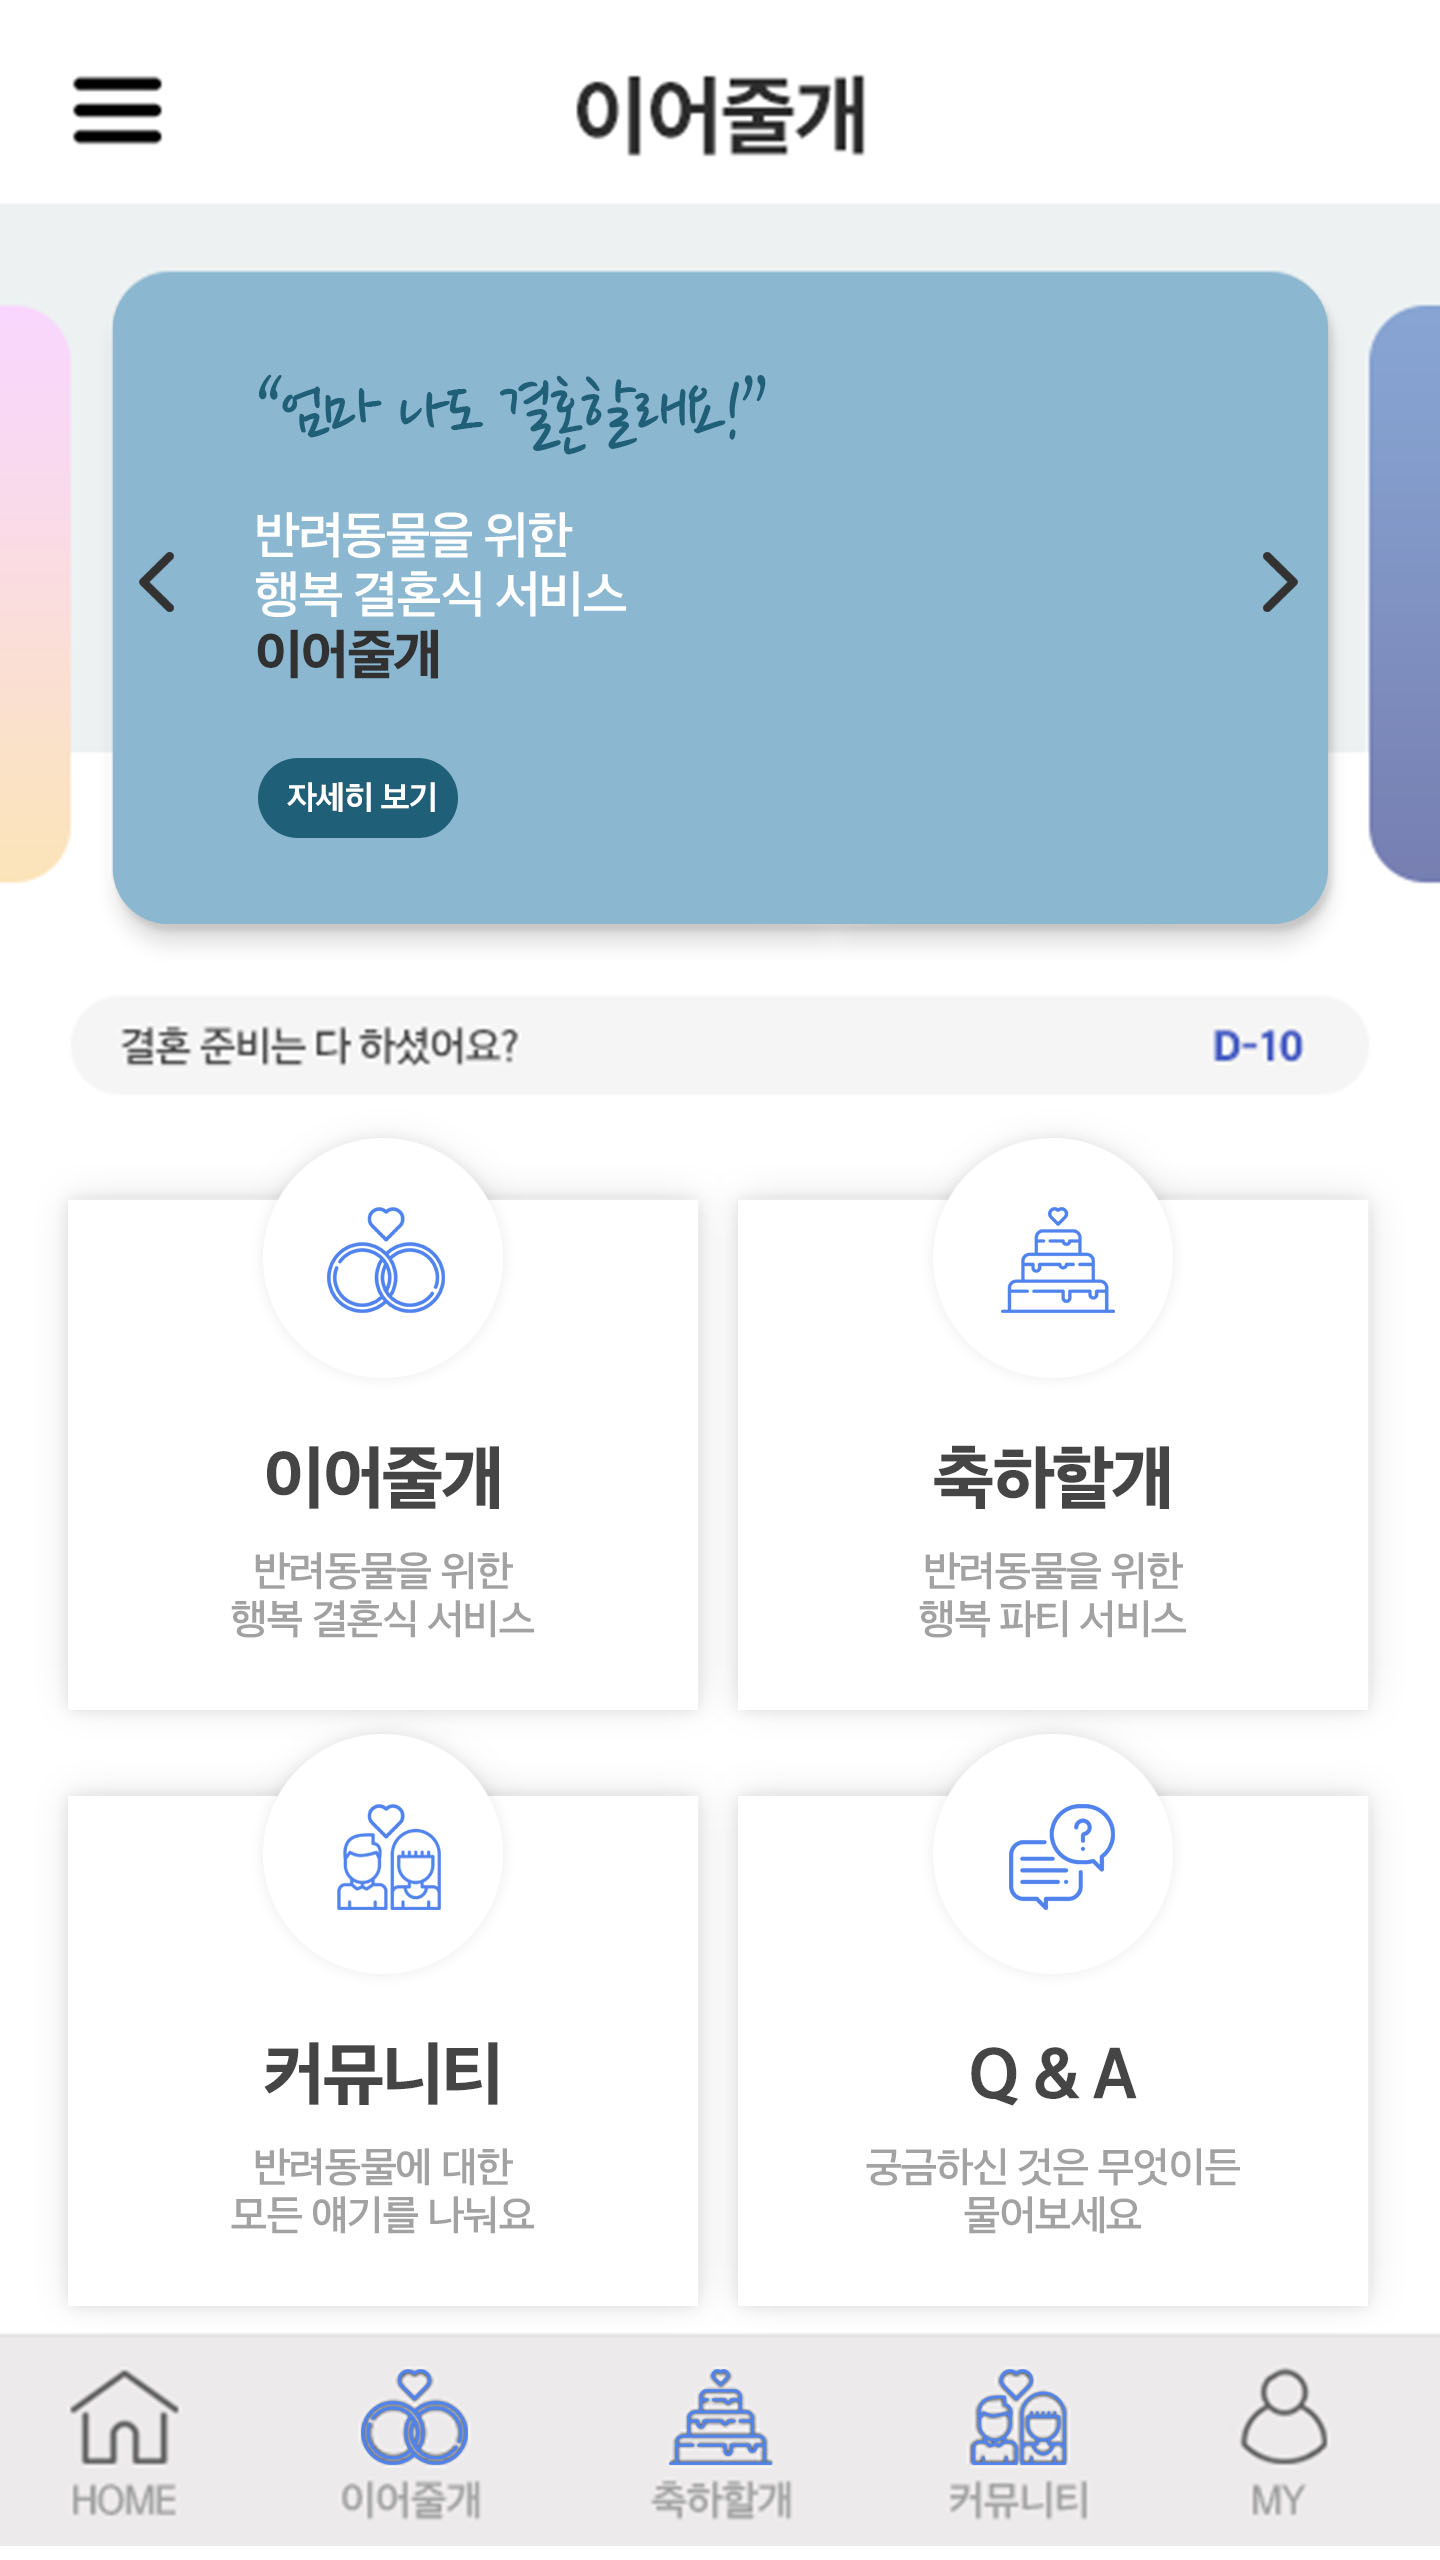 이어줄개
“엄마 나도 결혼할래요!”
반려동물을 위한
행복 결혼식 서비스
이어줄개
자세히 보기
결혼 준비는 다 하셨어요?
D-10
이어줄개
반려동물을 위한
행복 결혼식 서비스
축하할개
반려동물을 위한
행복 파티 서비스
커뮤니티
반려동물에 대한
모든 얘기를 나눠요
?
Q & A
궁금하신 것은 무엇이든
물어보세요
HOME
이어줄개
축하할개
커뮤니티
MY